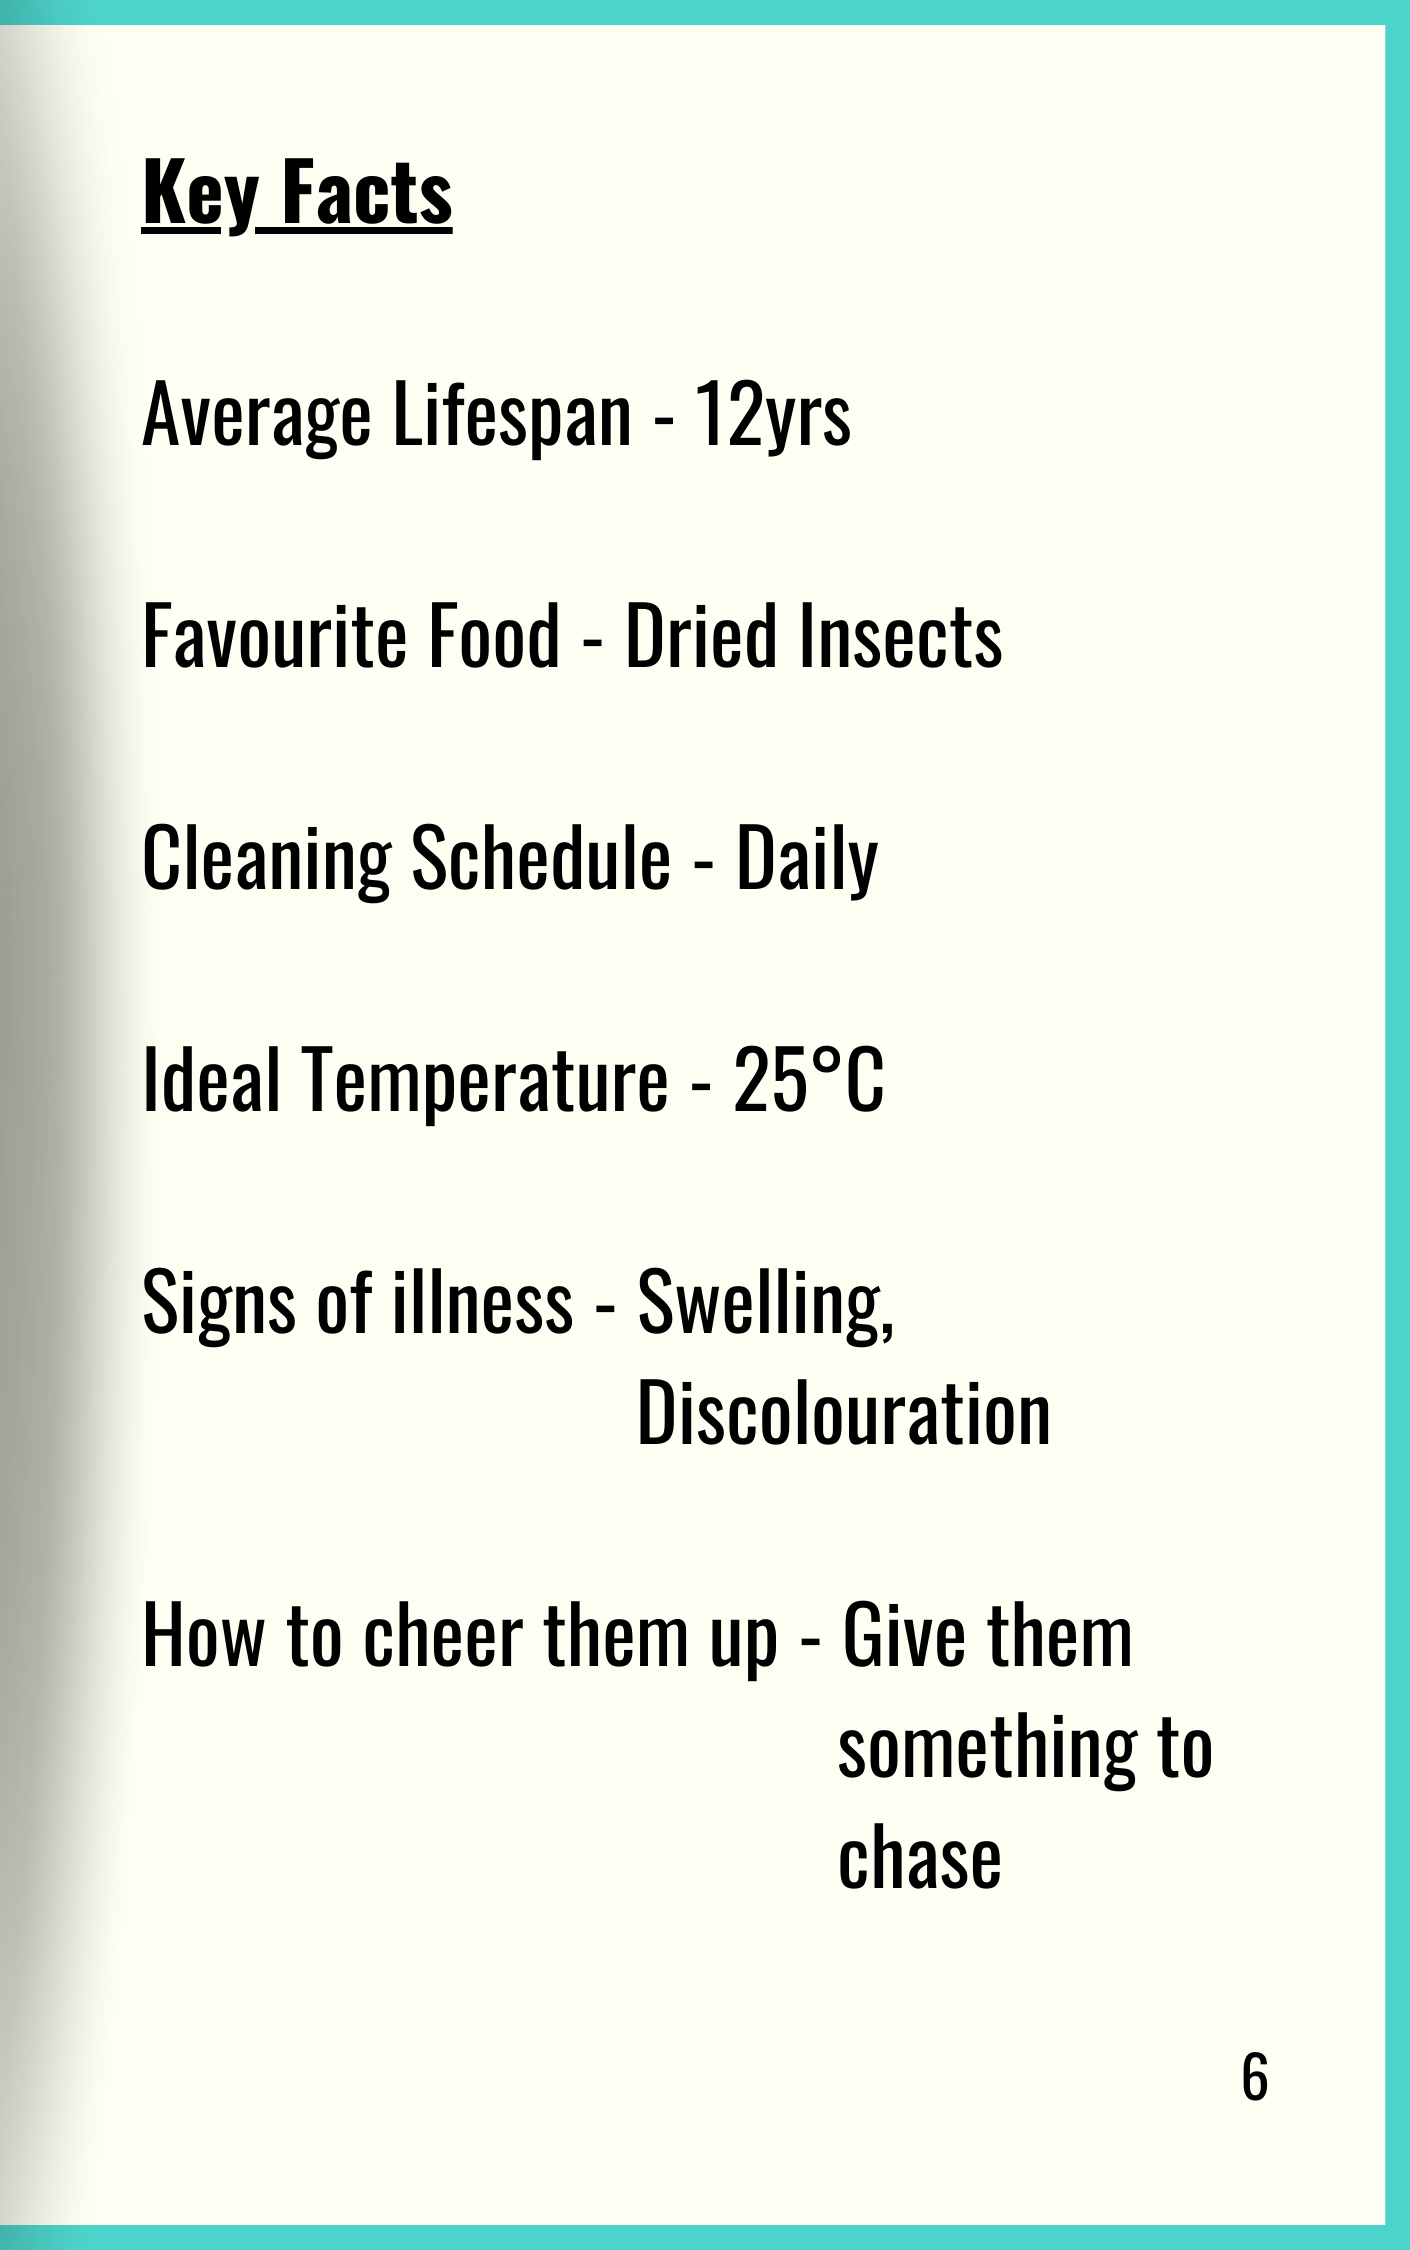 Key Facts
Average Lifespan - 12yrs
Favourite Food - Dried Insects
Cleaning Schedule - Daily
Ideal Temperature - 25°C
Signs of illness - Swelling,
Discolouration
How to cheer them up - Give them
something to
chase
6